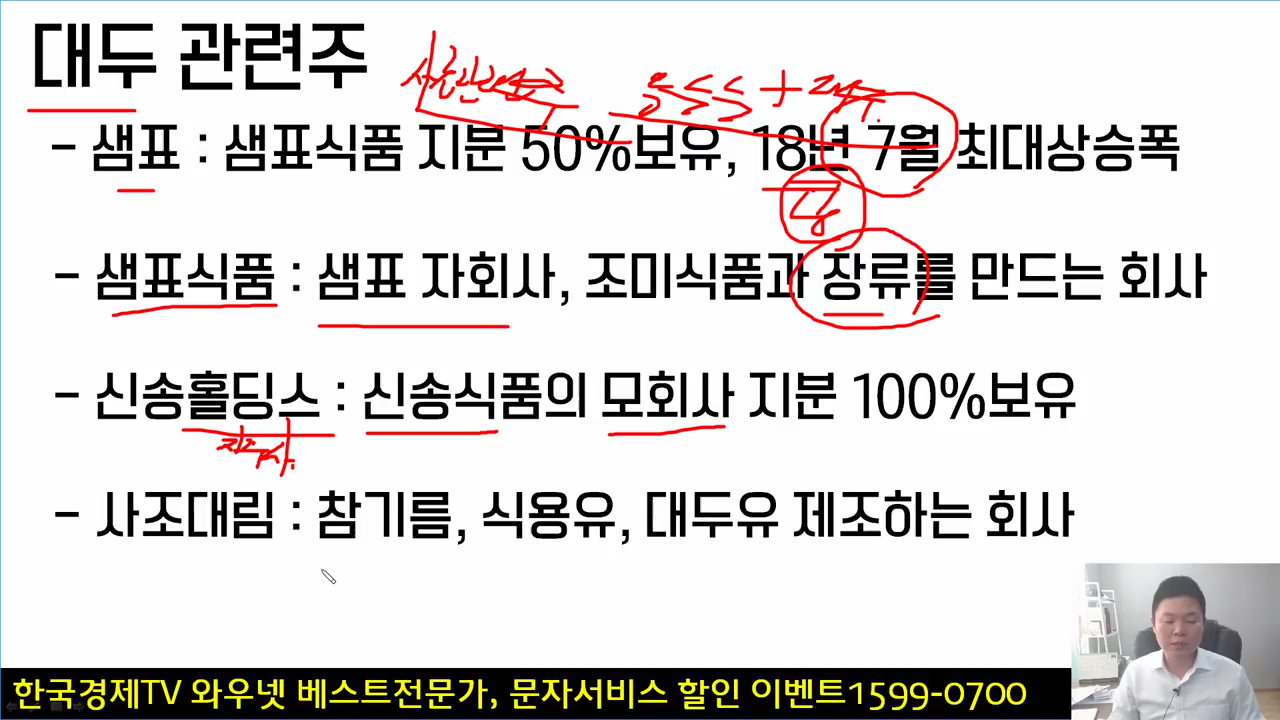 대두 관련주
- 샘표 : 샘표식품 지분 50%보유, 18년 7월 최대상승폭
- 샘표식품 : 샘표 자회사, 조미식품과 장류를 만드는 회사
- 신송홀딩스 : 신송식품의 모회사 지분 100%보유
- 사조대림 : 참기름, 식용유, 대두유 제조하는 회사
한국경제TV 와우넷 베스트전문가, 문자서비스 할인 이벤트1599-0700